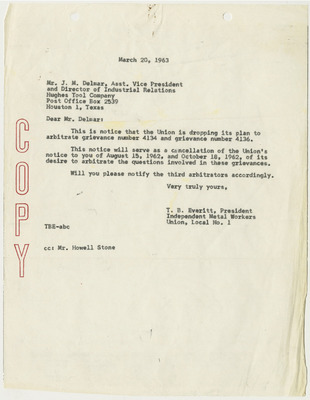 March 20, 1963
Mr. J. M. Delmar, Asst. Vice President
and Director of Industrial Relations
Hughes Tool Company
Post Office Box 2539
Houston 1, Texas
Dear Mr. Delmar:
This is notice that the Union is dropping its plan to
arbitrate grievance number 4134 and grievance number 4136.
This notice will serve as a cancellation of the Union's
notice to you of August 15, 1962, and October 18, 1962, of its
desire to arbitrate the questions involved in these grievances.
Will you please notify the third arbitrators accordingly.
Very truly yours,
T. B. Everitt, President
Independent Metal Workers
Union, Local No. 1
TBE-abc
cc: Mr. Howell Stone
COPY